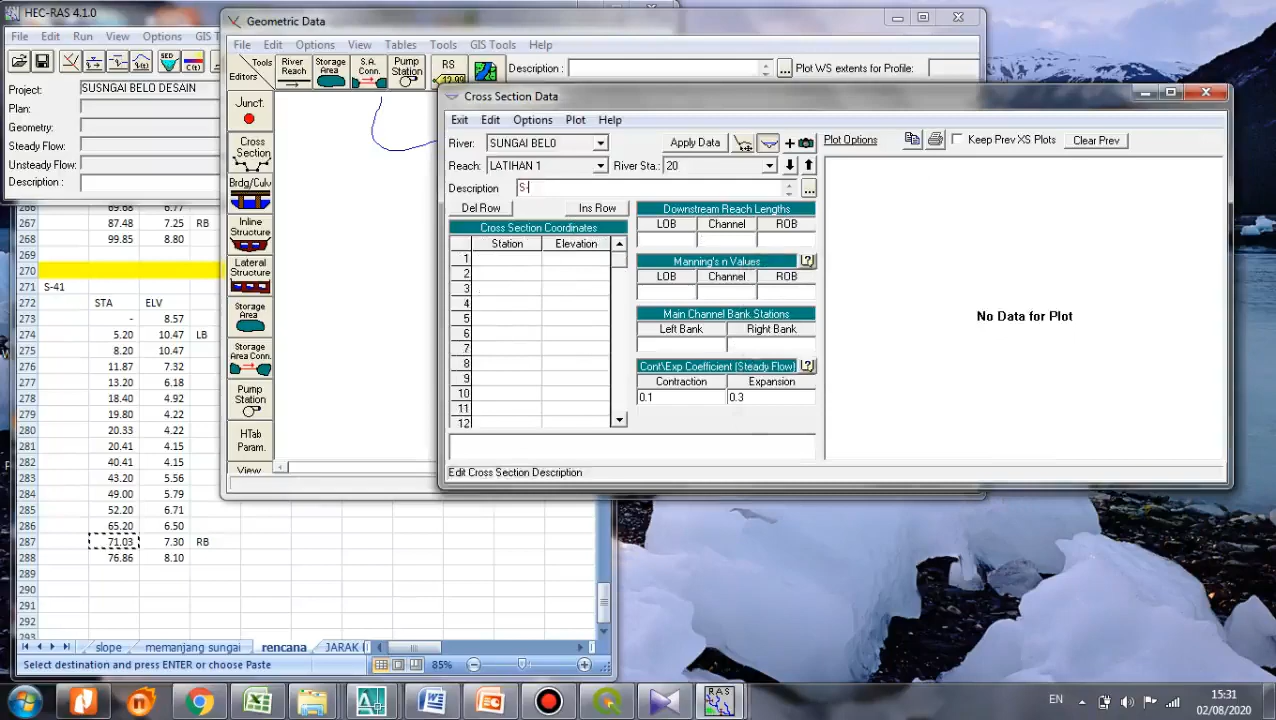 HEC-RAS 4.1.0
File Edit Run View Options GIS T
Project: SUSNGAI BELO DESAIN
Plan:
Geometry:
Steady Flow:
Unsteady Flow:
Description :
Geometric Data
File Edit Options View Tables Tools GIS Tools Help
Tools
Editors
River
Reach
Storage
Area
S.A.
Conn.
Pump
Station
RS
Description :
Plot WS extents for Profile:
Junct.
Cross
Section
Brdg/Culv
Inline
Structure
Lateral
Structure
Storage
Area
Storage
Area Conn.
Pump
Station
HTab
Param.
View
Cross Section Data
Exit Edit Options Plot Help
River: SUNGAI BELO
Apply Data
Plot Options
Keep Prev XS Plots
Clear Prev
Reach: LATIHAN 1
River Sta.: 20
Description S-
Del Row Ins Row
Cross Section Coordinates
Station Elevation
1
2
3
4
5
6
7
8
9
10
11
12
Downstream Reach Lengths
LOB Channel ROB
Manning's n Values
LOB Channel ROB
Main Channel Bank Stations
Left Bank Right Bank
Cont\Exp Coefficient (Steady Flow)
Contraction Expansion
0.1 0.3
No Data for Plot
Edit Cross Section Description
266 69.68 6.77
267 87.48 7.25 RB
268 99.85 8.80
269
270
271 S-41
272 STA ELV
273 - 8.57
274 5.20 10.47 LB
275 8.20 10.47
276 11.87 7.32
277 13.20 6.18
278 18.40 4.92
279 19.80 4.22
280 20.33 4.22
281 20.41 4.15
282 40.41 4.15
283 43.20 5.56
284 49.00 5.79
285 52.20 6.71
286 65.20 6.50
287 71.03 7.30 RB
288 76.86 8.10
289
290
291
292
293
slope memanjang sungai rencana JARAK
Select destination and press ENTER or choose Paste
85%
EN
15:31
02/08/2020